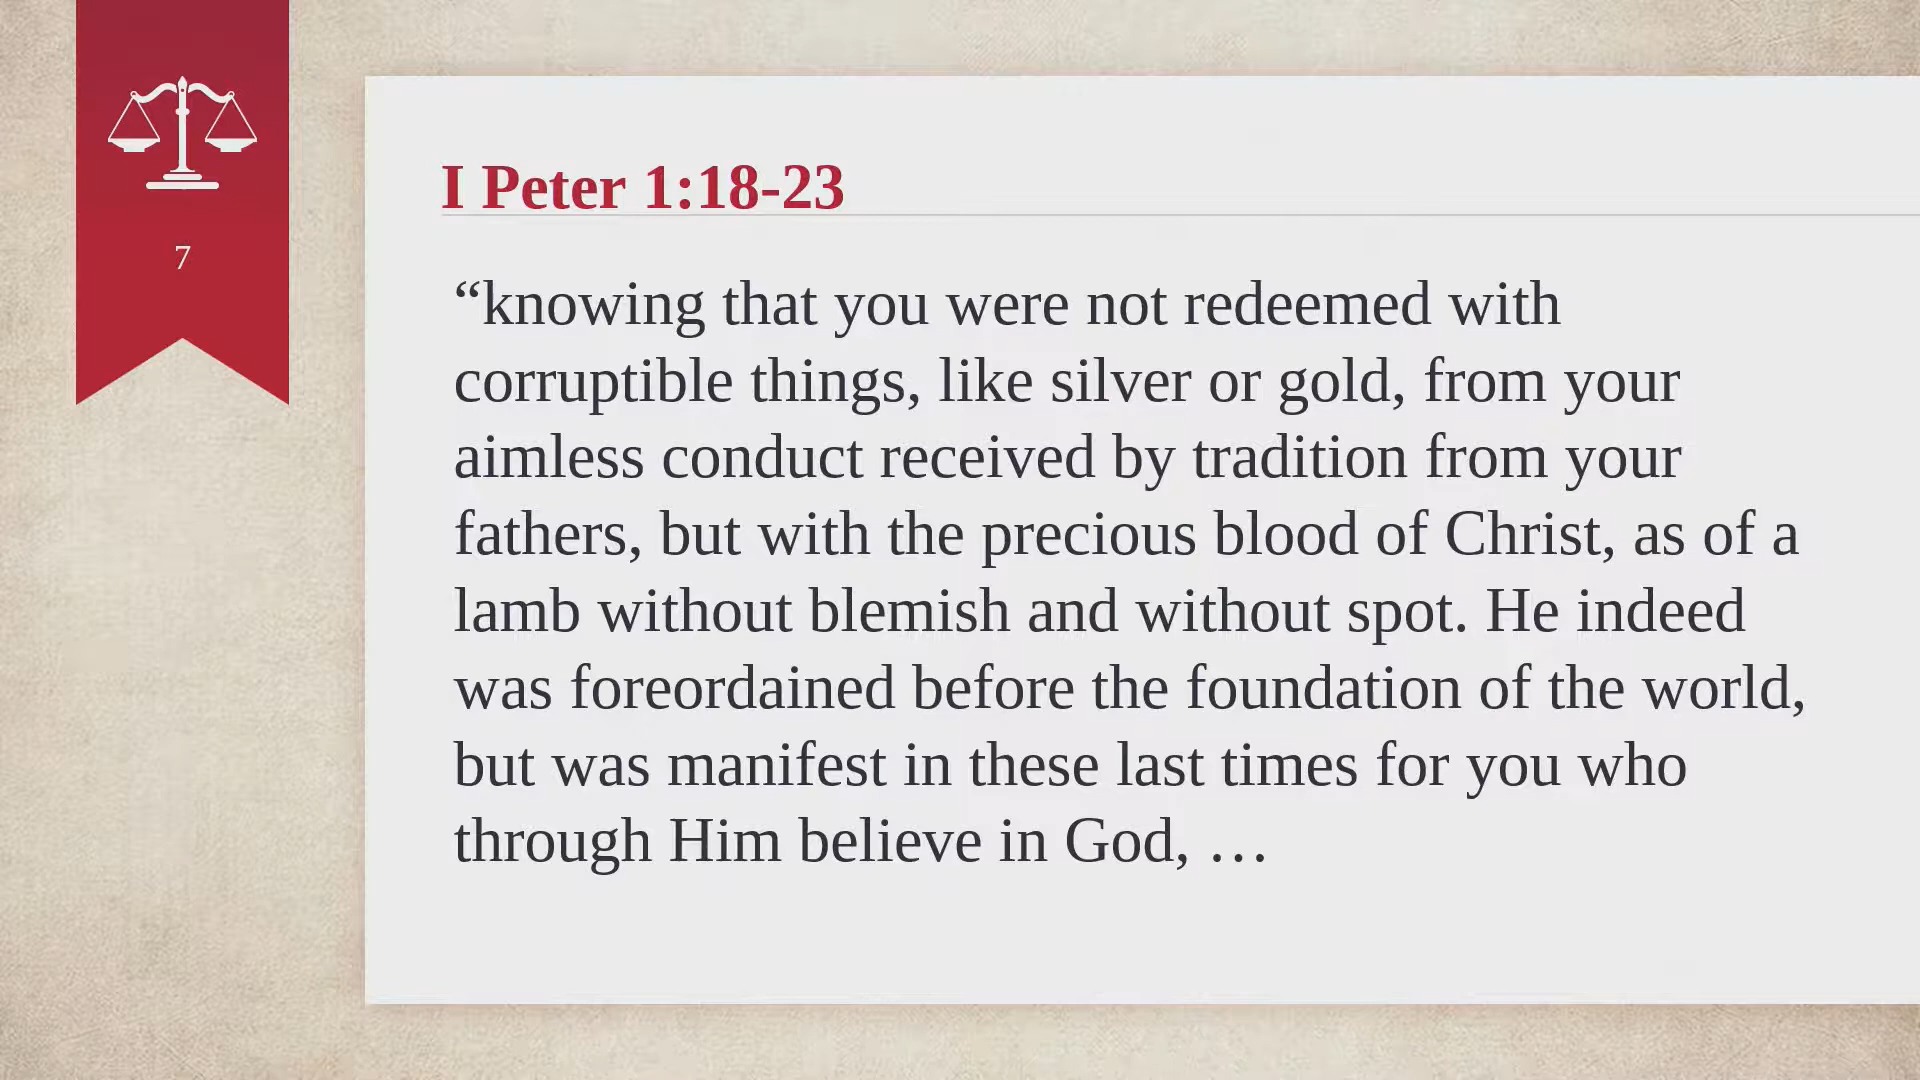 7
I Peter 1:18-23
“knowing that you were not redeemed with
corruptible things, like silver or gold, from your
aimless conduct received by tradition from your
fathers, but with the precious blood of Christ, as of a
lamb without blemish and without spot. He indeed
was foreordained before the foundation of the world,
but was manifest in these last times for you who
through Him believe in God, …